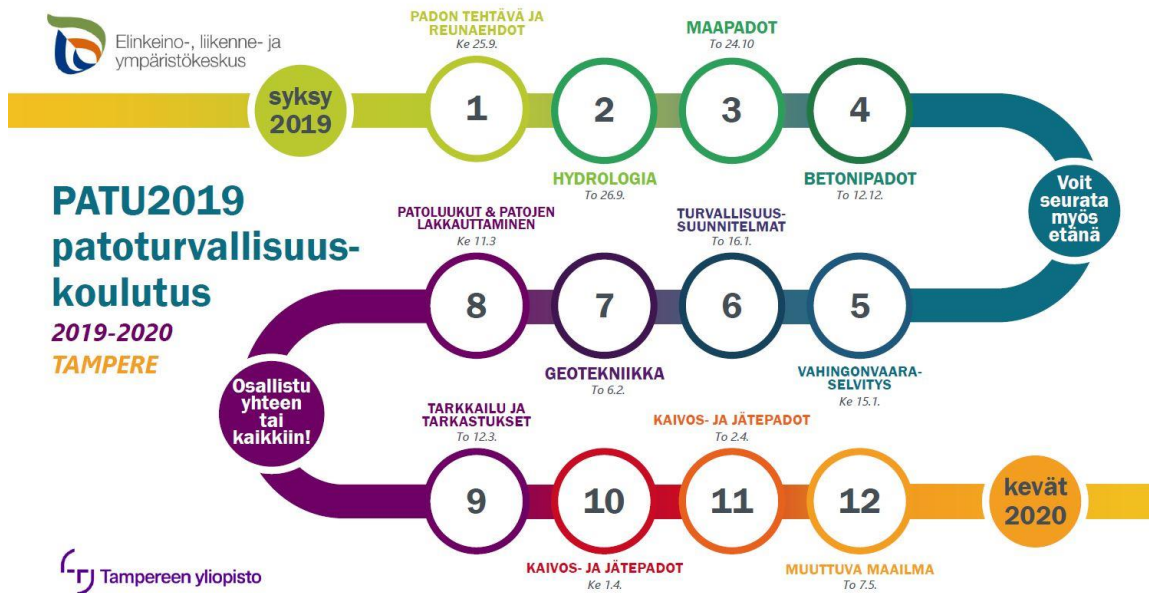 Elinkeino-, liikenne- ja
ympäristökeskus
syksy
2019
PADON TEHTÄVÄ JA
REUNAEHDOT
Ke 25.9.
1
2
HYDROLOGIA
To 26.9.
MAAPADOT
To 24.10
3
4
BETONIPADOT
To 12.12.
Voit
seurata
myös
etänä
PATU2019
patoturvallisuus-
koulutus
2019-2020
TAMPERE
5
VAHINGONVAARA-
SELVITYS
Ke 15.1.
TURVALLISUUS-
SUUNNITELMAT
To 16.1.
6
7
GEOTEKNIIKKA
To 6.2.
PATOLUUKUT & PATOJEN
LAKKAUTTAMINEN
Ke 11.3
8
Osallistu
yhteen
tai
kaikkiin!
TARKKAILU JA
TARKASTUKSET
To 12.3.
9
10
KAIVOS- JA JÄTEPADOT
Ke 1.4.
KAIVOS- JA JÄTEPADOT
To 2.4.
11
12
MUUTTUVA MAAILMA
To 7.5.
kevät
2020
Tampereen yliopisto